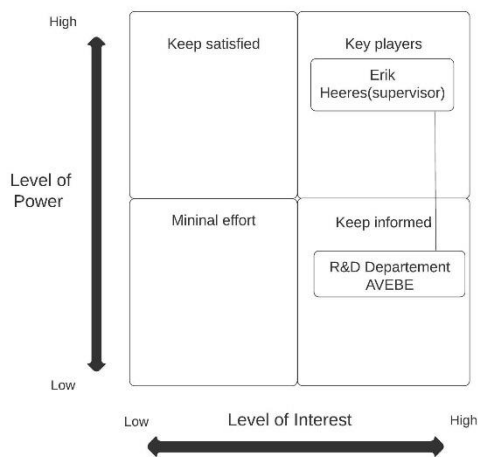 High
Keep satisfied
Key players
Erik
Heeres(supervisor)
Level of
Power
Mininal effort
Keep informed
R&D Departement
AVEBE
Low
Low
Level of Interest
High